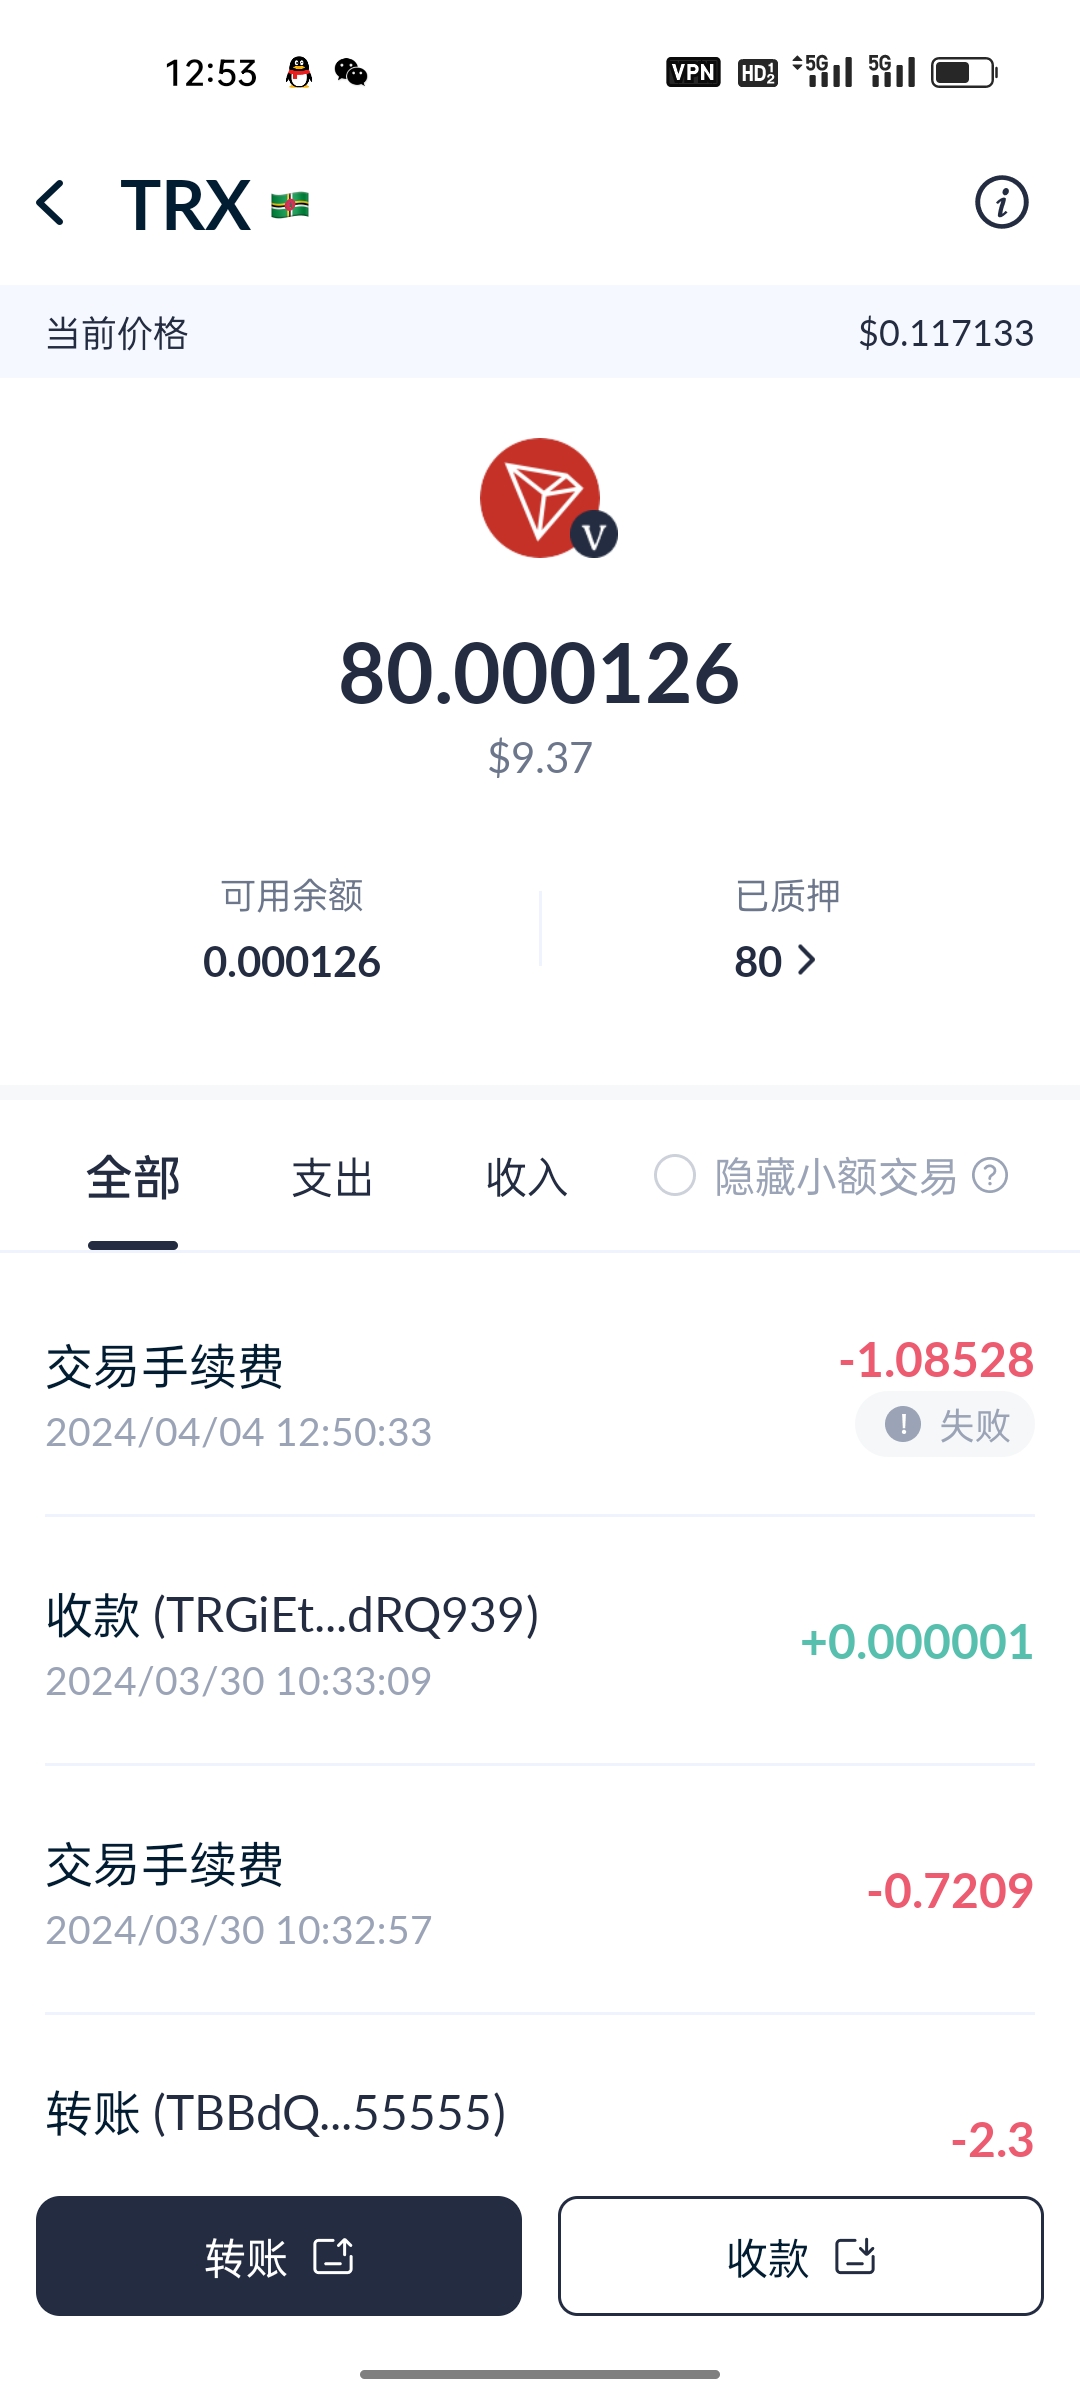 12:53 VPN HD 1 2 5G 5G
TRX
当前价格 $0.117133
V
80.000126
$9.37
可用余额 已质押
0.000126 80
全部 支出 收入 隐藏小额交易
交易手续费 -1.08528
2024/04/04 12:50:33 失败
收款 (TRGiEt...dRQ939) +0.000001
2024/03/30 10:33:09
交易手续费 -0.7209
2024/03/30 10:32:57
转账 (TBBdQ...55555) -2.3
转账 收款